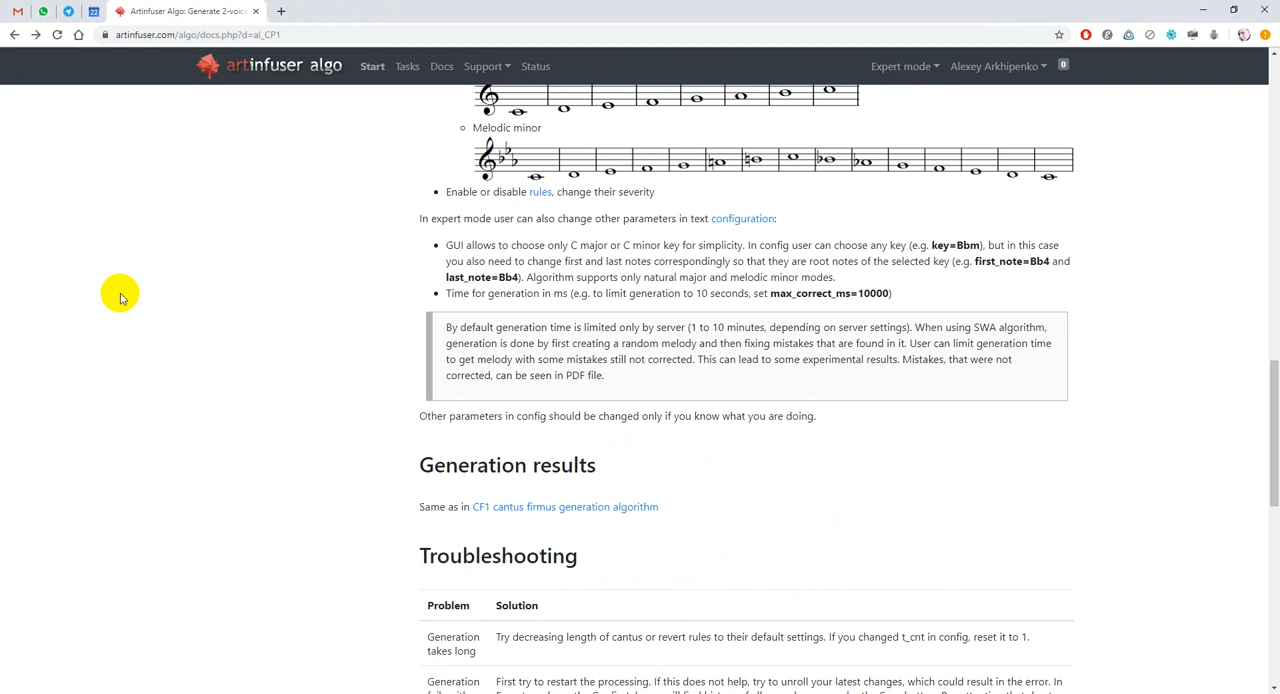 22
Artinfuser Algo: Generate 2-voic
artinfuser.com/algo/docs.php?d=al_CP1
artinfuser algo
Start
Tasks
Docs
Support
Status
Expert mode
Alexey Arkhipenko
0
Melodic minor
Enable or disable rules, change their severity
In expert mode user can also change other parameters in text configuration:
GUI allows to choose only C major or C minor key for simplicity. In config user can choose any key (e.g. key=Bbm), but in this case
you also need to change first and last notes correspondingly so that they are root notes of the selected key (e.g. first_note=Bb4 and
last_note=Bb4). Algorithm supports only natural major and melodic minor modes.
Time for generation in ms (e.g. to limit generation to 10 seconds, set max_correct_ms=10000)
By default generation time is limited only by server (1 to 10 minutes, depending on server settings). When using SWA algorithm,
generation is done by first creating a random melody and then fixing mistakes that are found in it. User can limit generation time
to get melody with some mistakes still not corrected. This can lead to some experimental results. Mistakes, that were not
corrected, can be seen in PDF file.
Other parameters in config should be changed only if you know what you are doing.
Generation results
Same as in CF1 cantus firmus generation algorithm
Troubleshooting
Problem
Solution
Generation
takes long
Try decreasing length of cantus or revert rules to their default settings. If you changed t_cnt in config, reset it to 1.
Generation
First try to restart the processing. If this does not help, try to unroll your latest changes, which could result in the error. In